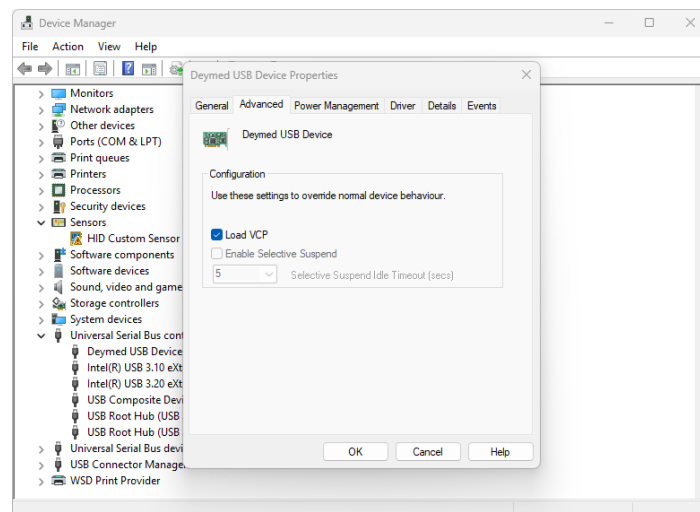 Device Manager
File Action View Help
Monitors
Network adapters
Other devices
Ports (COM & LPT)
Print queues
Printers
Processors
Security devices
Sensors
HID Custom Sensor
Software components
Software devices
Sound, video and game
Storage controllers
System devices
Universal Serial Bus cont
Deymed USB Device
Intel(R) USB 3.10 eXt
Intel(R) USB 3.20 eXt
USB Composite Devi
USB Root Hub (USB
USB Root Hub (USB
Universal Serial Bus devi
USB Connector Manage
WSD Print Provider
Deymed USB Device Properties
General Advanced Power Management Driver Details Events
Deymed USB Device
Configuration
Use these settings to override normal device behaviour.
Load VCP
Enable Selective Suspend
5 Selective Suspend Idle Timeout (secs)
OK Cancel Help